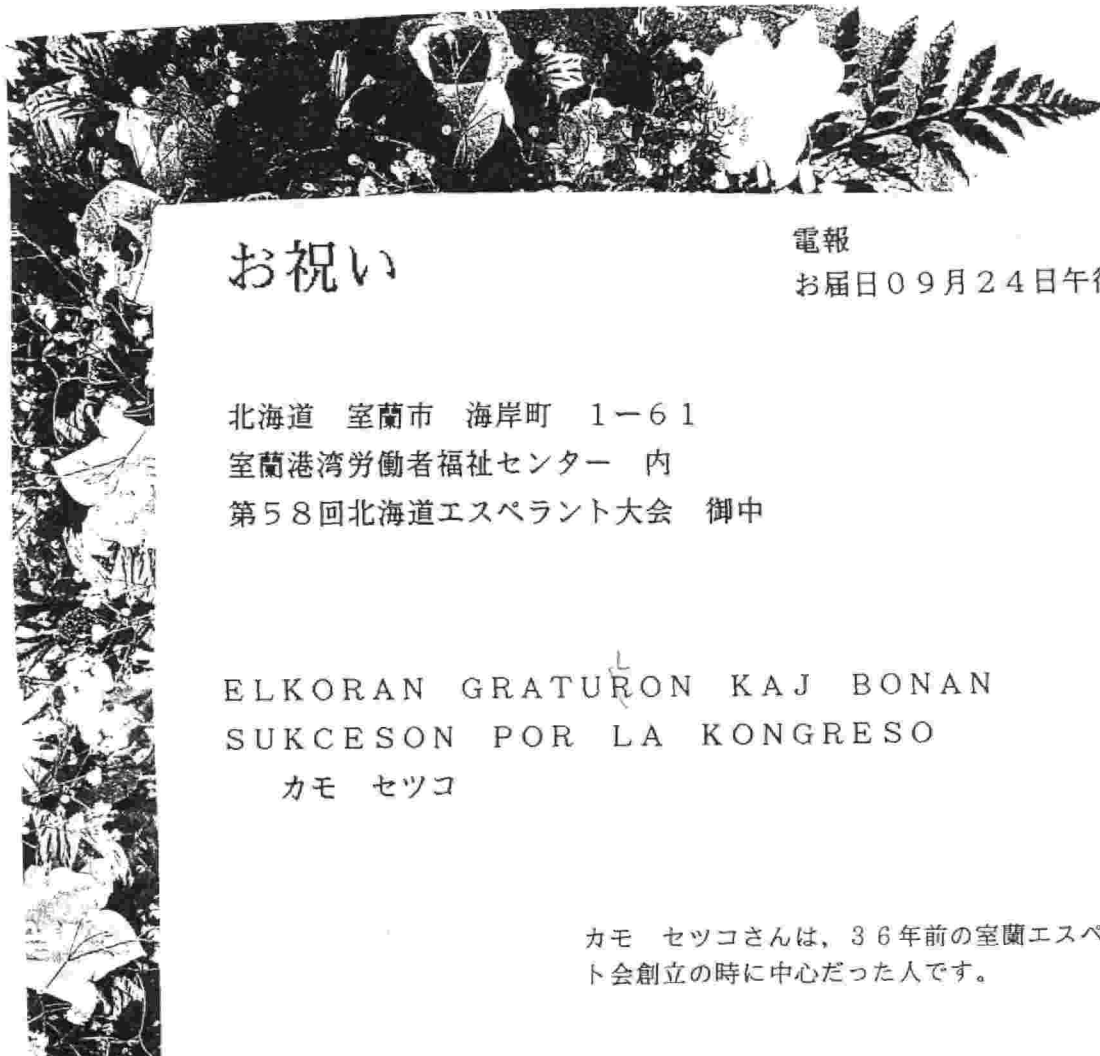 お祝い
電報
お届日09月24日午後
北海道 室蘭市 海岸町 1ー61
室蘭港湾労働者福祉センター 内
第58回北海道エスペラント大会 御中
L
ELKORAN GRATURON KAJ BONAN
SUKCESON POR LA KONGRESO
カモ セツコ
カモ セツコさんは，36年前の室蘭エスペ
ト会創立の時に中心だった人です。